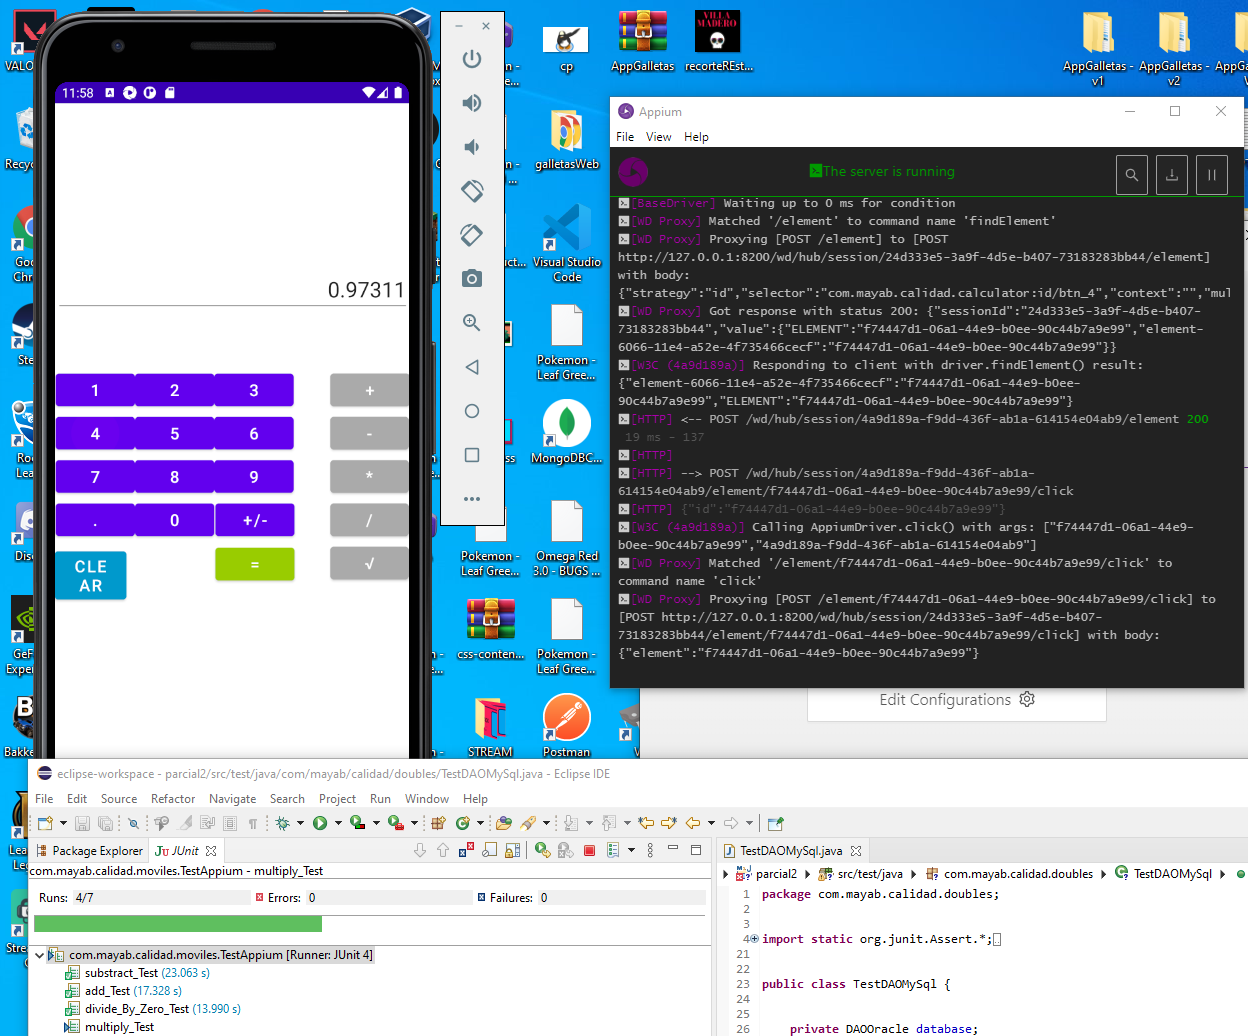 VALO
cp
AppGalletas
recorteREst...
AppGalletas -
v1
AppGalletas -
v2
11:58
0.97311
1 2 3 +
4 5 6 -
7 8 9 *
. 0 +/- /
CLE
AR
=
√
Recyc
galletasWeb
Goo
Chr
Visual Studio
Code
Ste
Pokemon -
Leaf Gree...
Roc
Lea
MongoDBC...
Disc
Pokemon -
Leaf Gree...
Omega Red
3.0 - BUGS ...
GeF
Exper
css-conten...
Pokemon -
Leaf Gree...
Bakke
STREAM
Postman
Appium
File View Help
The server is running
[BaseDriver] Waiting up to 0 ms for condition
[WD Proxy] Matched '/element' to command name 'findElement'
[WD Proxy] Proxying [POST /element] to [POST
http://127.0.0.1:8200/wd/hub/session/24d333e5-3a9f-4d5e-b407-73183283bb44/element]
with body:
{"strategy":"id","selector":"com.mayab.calidad.calculator:id/btn_4","context":"","mul
[WD Proxy] Got response with status 200: {"sessionId":"24d333e5-3a9f-4d5e-b407-
73183283bb44","value":{"ELEMENT":"f74447d1-06a1-44e9-b0ee-90c44b7a9e99","element-
6066-11e4-a52e-4f735466cecf":"f74447d1-06a1-44e9-b0ee-90c44b7a9e99"}}
[W3C (4a9d189a)] Responding to client with driver.findElement() result:
{"element-6066-11e4-a52e-4f735466cecf":"f74447d1-06a1-44e9-b0ee-
90c44b7a9e99","ELEMENT":"f74447d1-06a1-44e9-b0ee-90c44b7a9e99"}
[HTTP] <-- POST /wd/hub/session/4a9d189a-f9dd-436f-ab1a-614154e04ab9/element 200
19 ms - 137
[HTTP]
[HTTP] --> POST /wd/hub/session/4a9d189a-f9dd-436f-ab1a-
614154e04ab9/element/f74447d1-06a1-44e9-b0ee-90c44b7a9e99/click
[HTTP] {"id":"f74447d1-06a1-44e9-b0ee-90c44b7a9e99"}
[W3C (4a9d189a)] Calling AppiumDriver.click() with args: ["f74447d1-06a1-44e9-
b0ee-90c44b7a9e99","4a9d189a-f9dd-436f-ab1a-614154e04ab9"]
[WD Proxy] Matched '/element/f74447d1-06a1-44e9-b0ee-90c44b7a9e99/click' to
command name 'click'
[WD Proxy] Proxying [POST /element/f74447d1-06a1-44e9-b0ee-90c44b7a9e99/click] to
[POST http://127.0.0.1:8200/wd/hub/session/24d333e5-3a9f-4d5e-b407-
73183283bb44/element/f74447d1-06a1-44e9-b0ee-90c44b7a9e99/click] with body:
{"element":"f74447d1-06a1-44e9-b0ee-90c44b7a9e99"}
Edit Configurations
eclipse-workspace - parcial2/src/test/java/com/mayab/calidad/doubles/TestDAOMySql.java - Eclipse IDE
File Edit Source Refactor Navigate Search Project Run Window Help
Package Explorer JUnit
com.mayab.calidad.moviles.TestAppium - multiply_Test
Runs: 4/7 Errors: 0 Failures: 0
com.mayab.calidad.moviles.TestAppium [Runner: JUnit 4]
substract_Test (23.063 s)
add_Test (17.328 s)
divide_By_Zero_Test (13.990 s)
multiply_Test
TestDAOMySql.java
parcial2 src/test/java com.mayab.calidad.doubles TestDAOMySql
1 package com.mayab.calidad.doubles;
2
3
4 import static org.junit.Assert.*;
21
22
23 public class TestDAOMySql {
24
25
26 private DAOOracle database;